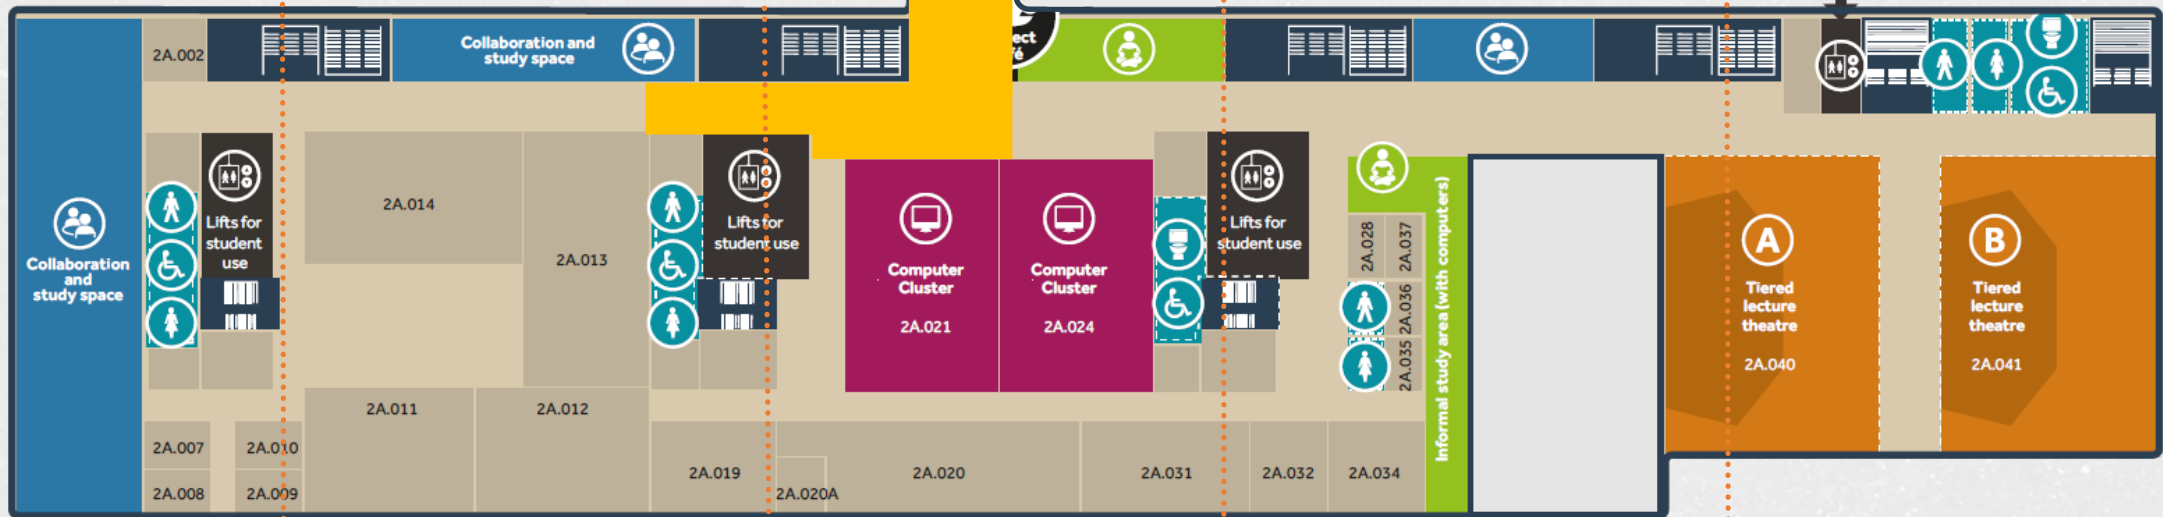 2A.002
Collaboration and
study space
ect
fé
Lifts for
student
use
2A.014
2A.013
Lifts for
student use
Computer
Cluster
2A.021
Computer
Cluster
2A.024
Lifts for
student use
2A.028
2A.037
2A.036
2A.035
Informal study area (with computers)
A
Tiered
lecture
theatre
2A.040
B
Tiered
lecture
theatre
2A.041
Collaboration
and
study space
2A.011
2A.012
2A.007
2A.010
2A.008
2A.009
2A.019
2A.020
2A.020A
2A.031
2A.032
2A.034